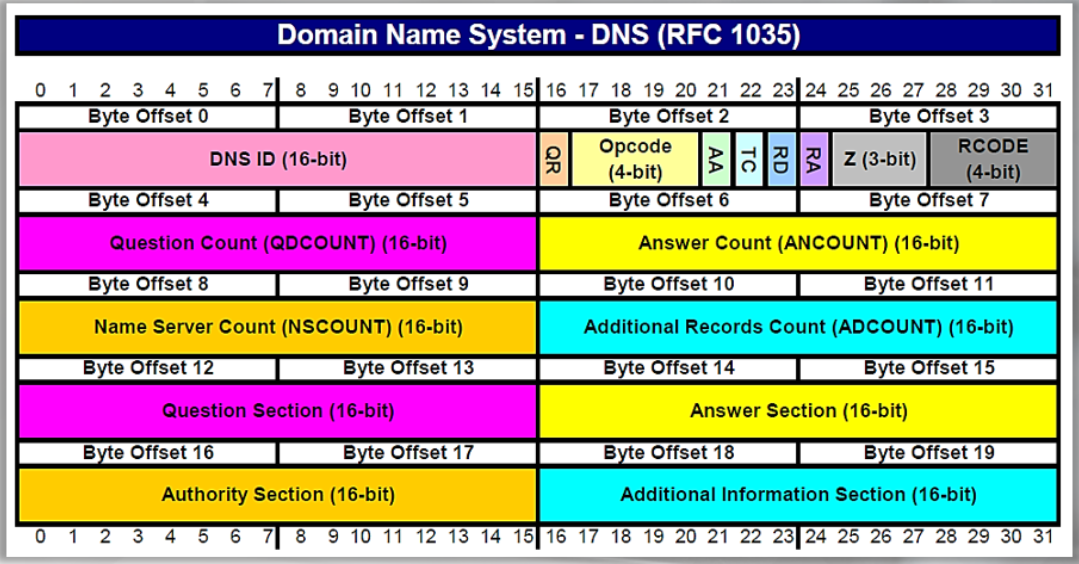 Domain Name System - DNS (RFC 1035)
0 1 2 3 4 5 6 7 8 9 10 11 12 13 14 15 16 17 18 19 20 21 22 23 24 25 26 27 28 29 30 31
Byte Offset 0 Byte Offset 1 Byte Offset 2 Byte Offset 3
DNS ID (16-bit) QR Opcode (4-bit) AA TC RD RA Z (3-bit) RCODE (4-bit)
Byte Offset 4 Byte Offset 5 Byte Offset 6 Byte Offset 7
Question Count (QDCOUNT) (16-bit) Answer Count (ANCOUNT) (16-bit)
Byte Offset 8 Byte Offset 9 Byte Offset 10 Byte Offset 11
Name Server Count (NSCOUNT) (16-bit) Additional Records Count (ADCOUNT) (16-bit)
Byte Offset 12 Byte Offset 13 Byte Offset 14 Byte Offset 15
Question Section (16-bit) Answer Section (16-bit)
Byte Offset 16 Byte Offset 17 Byte Offset 18 Byte Offset 19
Authority Section (16-bit) Additional Information Section (16-bit)
0 1 2 3 4 5 6 7 8 9 10 11 12 13 14 15 16 17 18 19 20 21 22 23 24 25 26 27 28 29 30 31